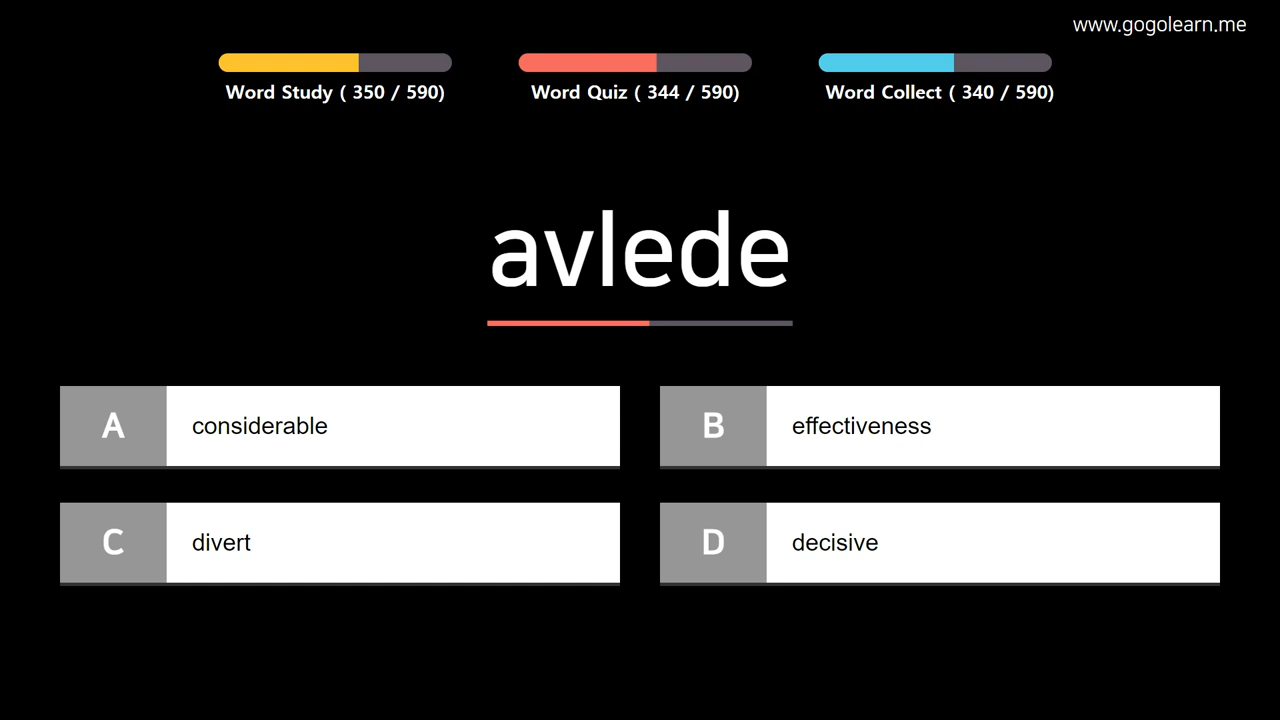 www.gogolearn.me
Word Study ( 350 / 590)
Word Quiz ( 344 / 590)
Word Collect ( 340 / 590)
avlede
A
considerable
B
effectiveness
C
divert
D
decisive